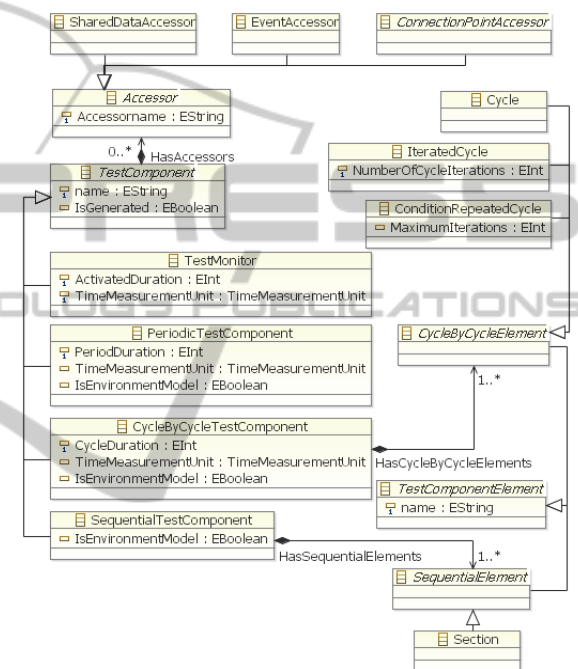 SharedDataAccessor
EventAccessor
ConnectionPointAccessor
Accessor
Accessorname : EString
0..*
HasAccessors
TestComponent
name : EString
IsGenerated : EBoolean
Cycle
IteratedCycle
NumberOfCycleIterations : EInt
ConditionRepeatedCycle
MaximumIterations : EInt
TestMonitor
ActivatedDuration : EInt
TimeMeasurementUnit : TimeMeasurementUnit
PeriodicTestComponent
PeriodDuration : EInt
TimeMeasurementUnit : TimeMeasurementUnit
IsEnvironmentModel : EBoolean
CycleByCycleElement
1..*
CycleByCycleTestComponent
CycleDuration : EInt
TimeMeasurementUnit : TimeMeasurementUnit
IsEnvironmentModel : EBoolean
HasCycleByCycleElements
TestComponentElement
name : EString
SequentialTestComponent
IsEnvironmentModel : EBoolean
HasSequentialElements
1..*
SequentialElement
Section
PUBLICATIONS